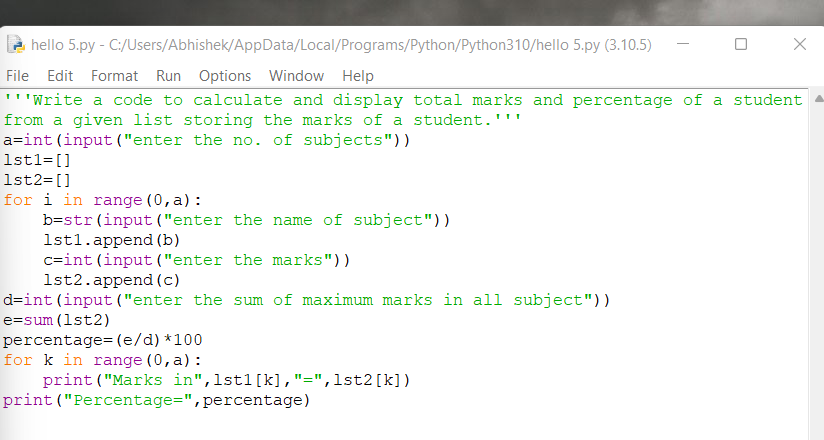 hello 5.py - C:/Users/Abhishek/AppData/Local/Programs/Python/Python310/hello 5.py (3.10.5)
File Edit Format Run Options Window Help
'''Write a code to calculate and display total marks and percentage of a student
from a given list storing the marks of a student.'''
a=int(input("enter the no. of subjects"))
lst1=[]
lst2=[]
for i in range(0,a):
    b=str(input("enter the name of subject"))
    lst1.append(b)
    c=int(input("enter the marks"))
    lst2.append(c)
d=int(input("enter the sum of maximum marks in all subject"))
e=sum(lst2)
percentage=(e/d)*100
for k in range(0,a):
    print("Marks in",lst1[k],"=",lst2[k])
print("Percentage=",percentage)